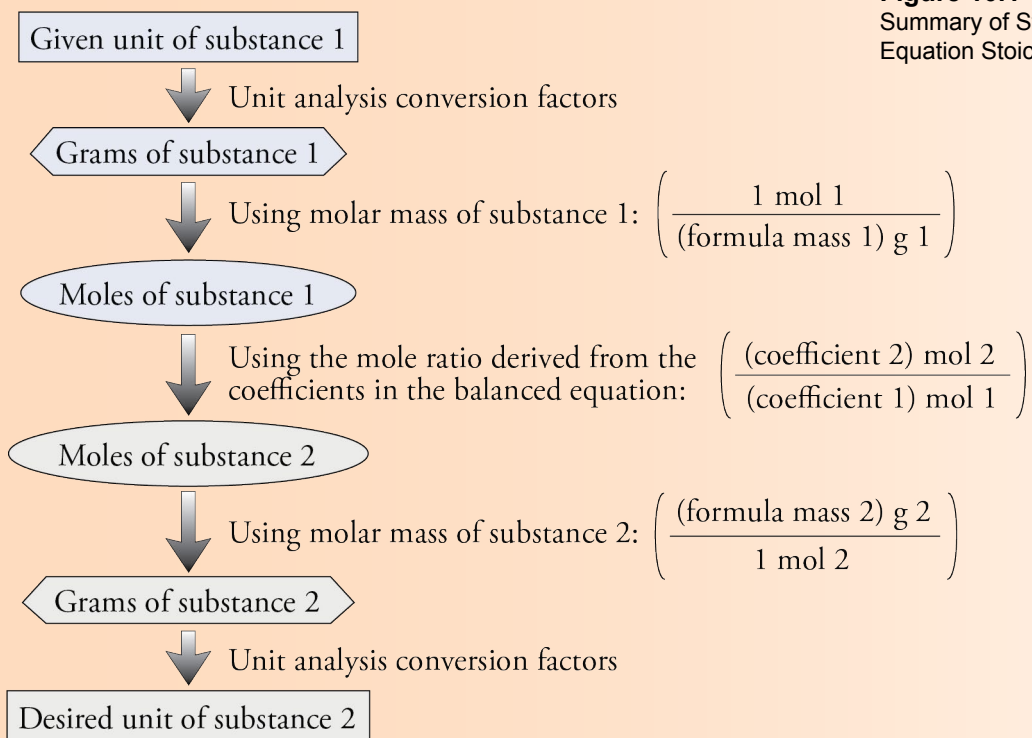 Summary of S
Equation Stoic
Given unit of substance 1
Unit analysis conversion factors
Grams of substance 1
Using molar mass of substance 1: ( 1 mol 1
(formula mass 1) g 1 )
Moles of substance 1
Using the mole ratio derived from the
coefficients in the balanced equation: ( (coefficient 2) mol 2
(coefficient 1) mol 1 )
Moles of substance 2
Using molar mass of substance 2: ( (formula mass 2) g 2
1 mol 2 )
Grams of substance 2
Unit analysis conversion factors
Desired unit of substance 2